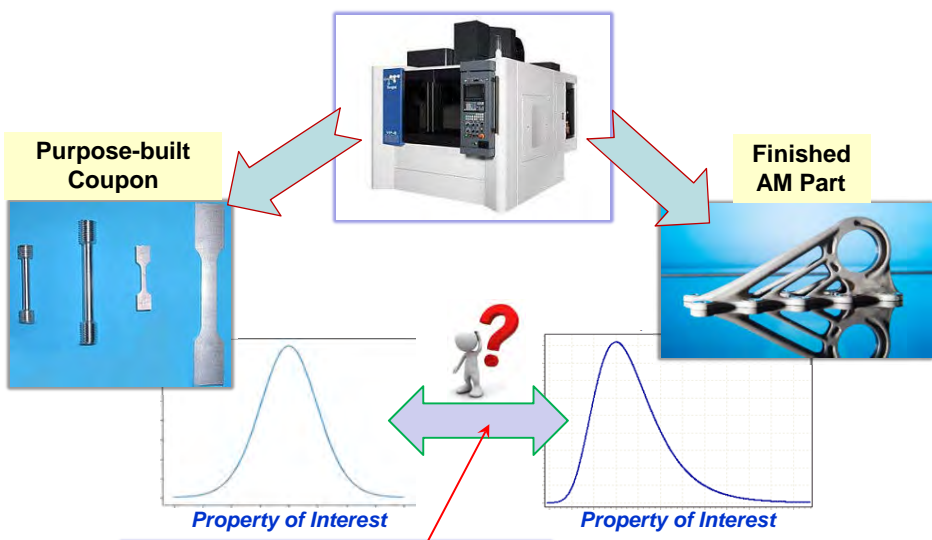 Purpose-built
Coupon
Finished
AM Part
?
Property of Interest
Property of Interest